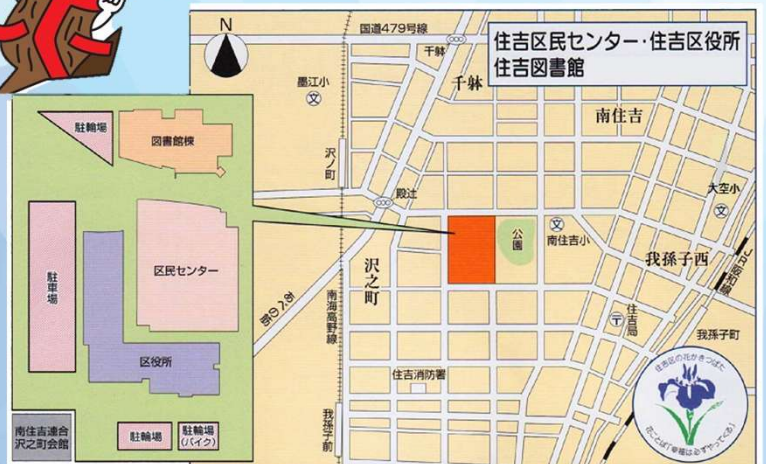 住吉区民センター・住吉区役所
住吉図書館
N
国道479号線
千躰
千躰
墨江小
文
南住吉
沢ノ町
大空小
文
殿辻
公園
文
南住吉小
我孫子西
JR阪和線
沢之町
あべの筋
南海高野線
住吉局
我孫子町
住吉消防署
我孫子前
駐輪場
図書館棟
駐車場
区民センター
区役所
南住吉連合
沢之町会館
駐輪場
駐輪場
(バイク)
住吉区の花かきつばた
花ことば「幸福は必ずやってくる」